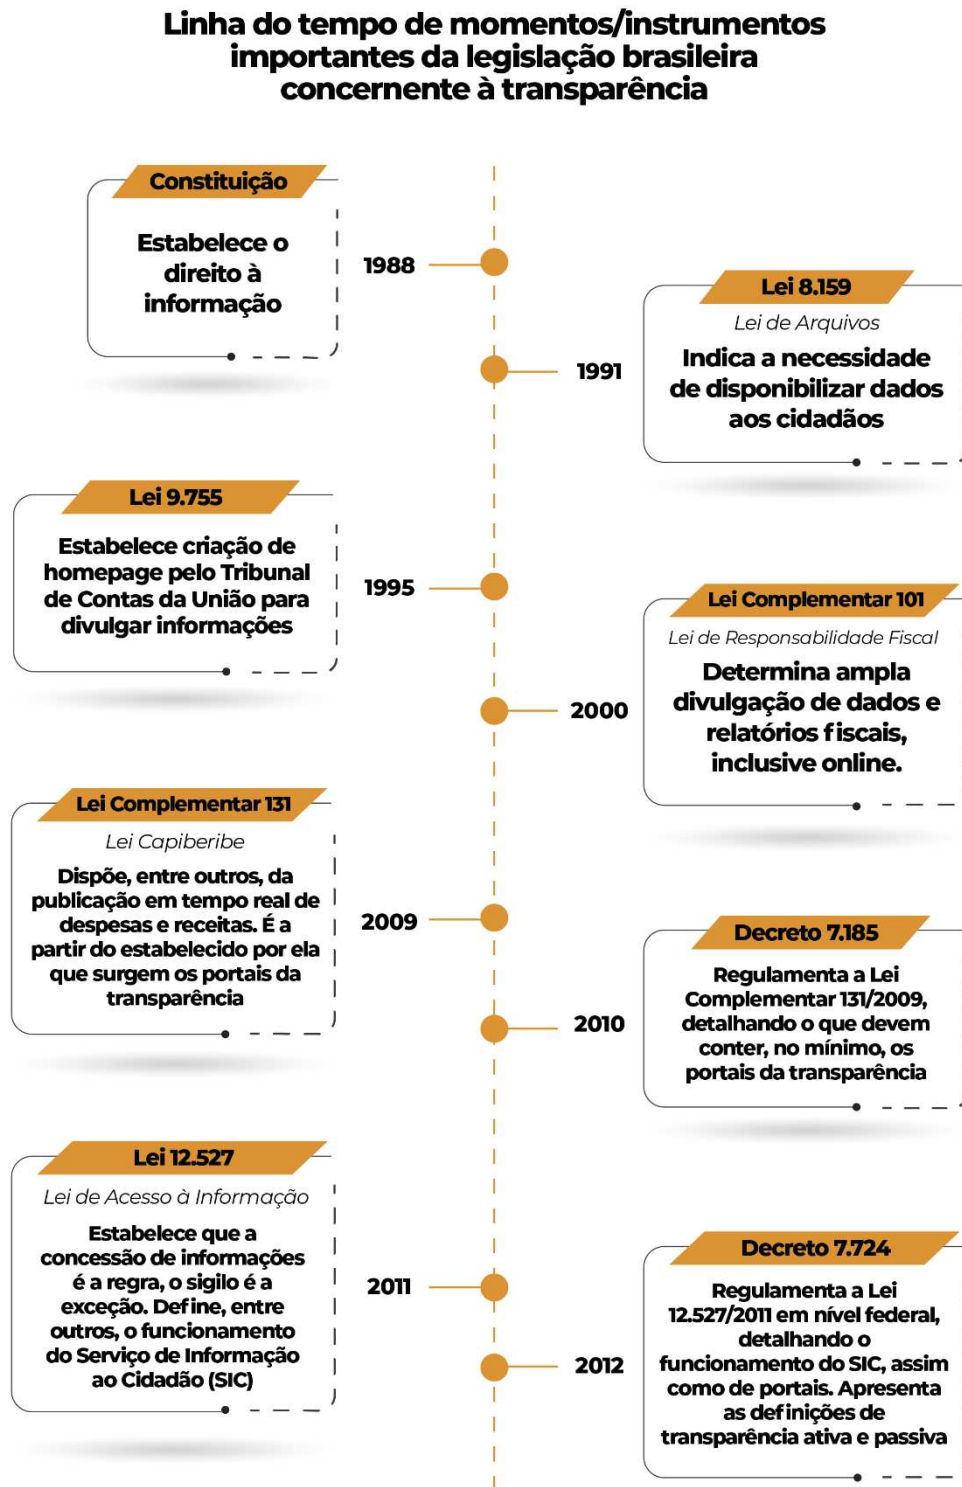 Linha do tempo de momentos/instrumentos
importantes da legislação brasileira
concernente à transparência
Constituição
Estabelece o
direito à
informação
1988
Lei 8.159
Lei de Arquivos
Indica a necessidade
de disponibilizar dados
aos cidadãos
1991
Lei 9.755
Estabelece criação de
homepage pelo Tribunal
de Contas da União para
divulgar informações
1995
Lei Complementar 101
Lei de Responsabilidade Fiscal
Determina ampla
divulgação de dados e
relatórios fiscais,
inclusive online.
2000
Lei Complementar 131
Lei Capiberibe
Dispõe, entre outros, da
publicação em tempo real de
despesas e receitas. É a
partir do estabelecido por ela
que surgem os portais da
transparência
2009
Decreto 7.185
Regulamenta a Lei
Complementar 131/2009,
detalhando o que devem
conter, no mínimo, os
portais da transparência
2010
Lei 12.527
Lei de Acesso à Informação
Estabelece que a
concessão de informações
é a regra, o sigilo é a
exceção. Define, entre
outros, o funcionamento
do Serviço de Informação
ao Cidadão (SIC)
2011
Decreto 7.724
Regulamenta a Lei
12.527/2011 em nível federal,
detalhando o
funcionamento do SIC, assim
como de portais. Apresenta
as definições de
transparência ativa e passiva
2012